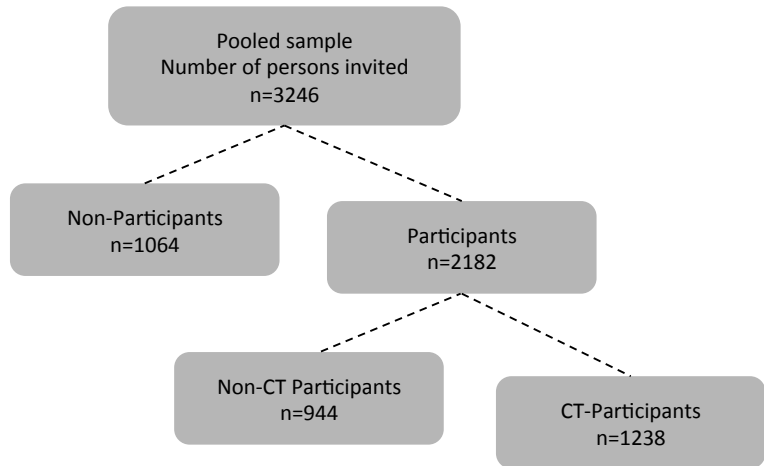 Pooled sample
Number of persons invited
n=3246
Non-Participants
n=1064
Participants
n=2182
Non-CT Participants
n=944
CT-Participants
n=1238